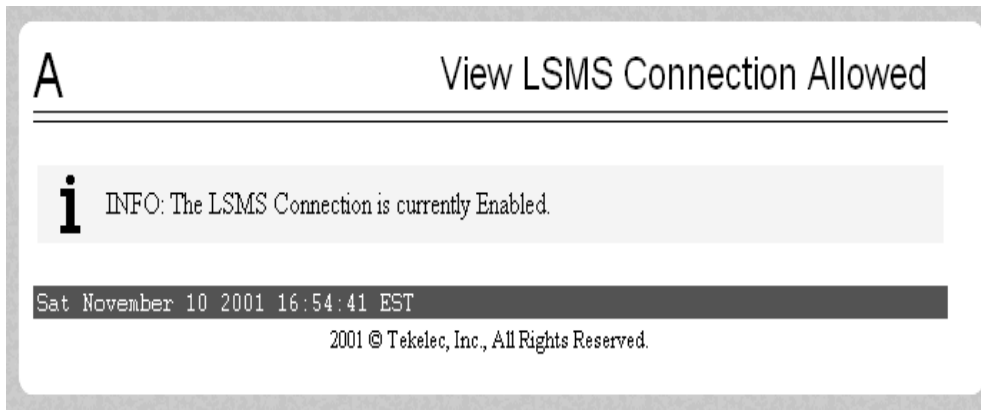 A
View LSMS Connection Allowed
i
INFO: The LSMS Connection is currently Enabled.
Sat November 10 2001 16:54:41 EST
2001 © Tekelec, Inc., All Rights Reserved.